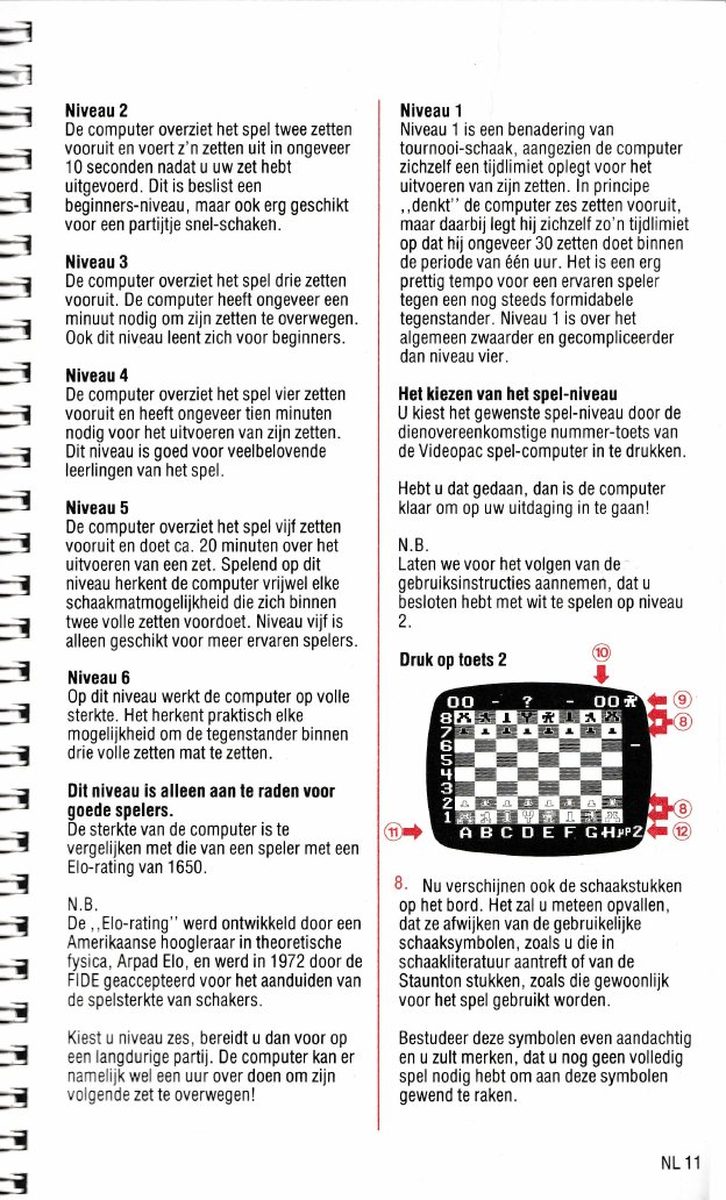 Niveau 2
De computer overziet het spel twee zetten
vooruit en voert z'n zetten uit in ongeveer
10 seconden nadat u uw zet hebt
uitgevoerd. Dit is beslist een
beginners-niveau, maar ook erg geschikt
voor een partijtje snel-schaken.
Niveau 3
De computer overziet het spel drie zetten
vooruit. De computer heeft ongeveer een
minuut nodig om zijn zetten te overwegen.
Ook dit niveau leent zich voor beginners.
Niveau 4
De computer overziet het spel vier zetten
vooruit en heeft ongeveer tien minuten
nodig voor het uitvoeren van zijn zetten.
Dit niveau is goed voor veelbelovende
leerlingen van het spel.
Niveau 5
De computer overziet het spel vijf zetten
vooruit en doet ca. 20 minuten over het
uitvoeren van een zet. Spelend op dit
niveau herkent de computer vrijwel elke
schaakmatmogelijkheid die zich binnen
twee volle zetten voordoet. Niveau vijf is
alleen geschikt voor meer ervaren spelers.
Niveau 6
Op dit niveau werkt de computer op volle
sterkte. Het herkent praktisch elke
mogelijkheid om de tegenstander binnen
drie volle zetten mat te zetten.
Dit niveau is alleen aan te raden voor
goede spelers.
De sterkte van de computer is te
vergelijken met die van een speler met een
Elo-rating van 1650.
N.B.
De ,,Elo-rating'' werd ontwikkeld door een
Amerikaanse hoogleraar in theoretische
fysica, Arpad Elo, en werd in 1972 door de
FIDE geaccepteerd voor het aanduiden van
de spelsterkte van schakers.
Kiest u niveau zes, bereidt u dan voor op
een langdurige partij. De computer kan er
namelijk wel een uur over doen om zijn
volgende zet te overwegen!
Niveau 1
Niveau 1 is een benadering van
tournooi-schaak, aangezien de computer
zichzelf een tijdlimiet oplegt voor het
uitvoeren van zijn zetten. In principe
,,denkt'' de computer zes zetten vooruit,
maar daarbij legt hij zichzelf zo'n tijdlimiet
op dat hij ongeveer 30 zetten doet binnen
de periode van één uur. Het is een erg
prettig tempo voor een ervaren speler
tegen een nog steeds formidabele
tegenstander. Niveau 1 is over het
algemeen zwaarder en gecompliceerder
dan niveau vier.
Het kiezen van het spel-niveau
U kiest het gewenste spel-niveau door de
dienovereenkomstige nummer-toets van
de Videopac spel-computer in te drukken.
Hebt u dat gedaan, dan is de computer
klaar om op uw uitdaging in te gaan!
N.B.
Laten we voor het volgen van de
gebruiksinstructies aannemen, dat u
besloten hebt met wit te spelen op niveau
2.
Druk op toets 2
10
00 - ? - 00
9
8
8
7
6
5
4
3
2
8
1
11
A B C D E F G H µP2
12
8. Nu verschijnen ook de schaakstukken
op het bord. Het zal u meteen opvallen,
dat ze afwijken van de gebruikelijke
schaaksymbolen, zoals u die in
schaakliteratuur aantreft of van de
Staunton stukken, zoals die gewoonlijk
voor het spel gebruikt worden.
Bestudeer deze symbolen even aandachtig
en u zult merken, dat u nog geen volledig
spel nodig hebt om aan deze symbolen
gewend te raken.
NL 11